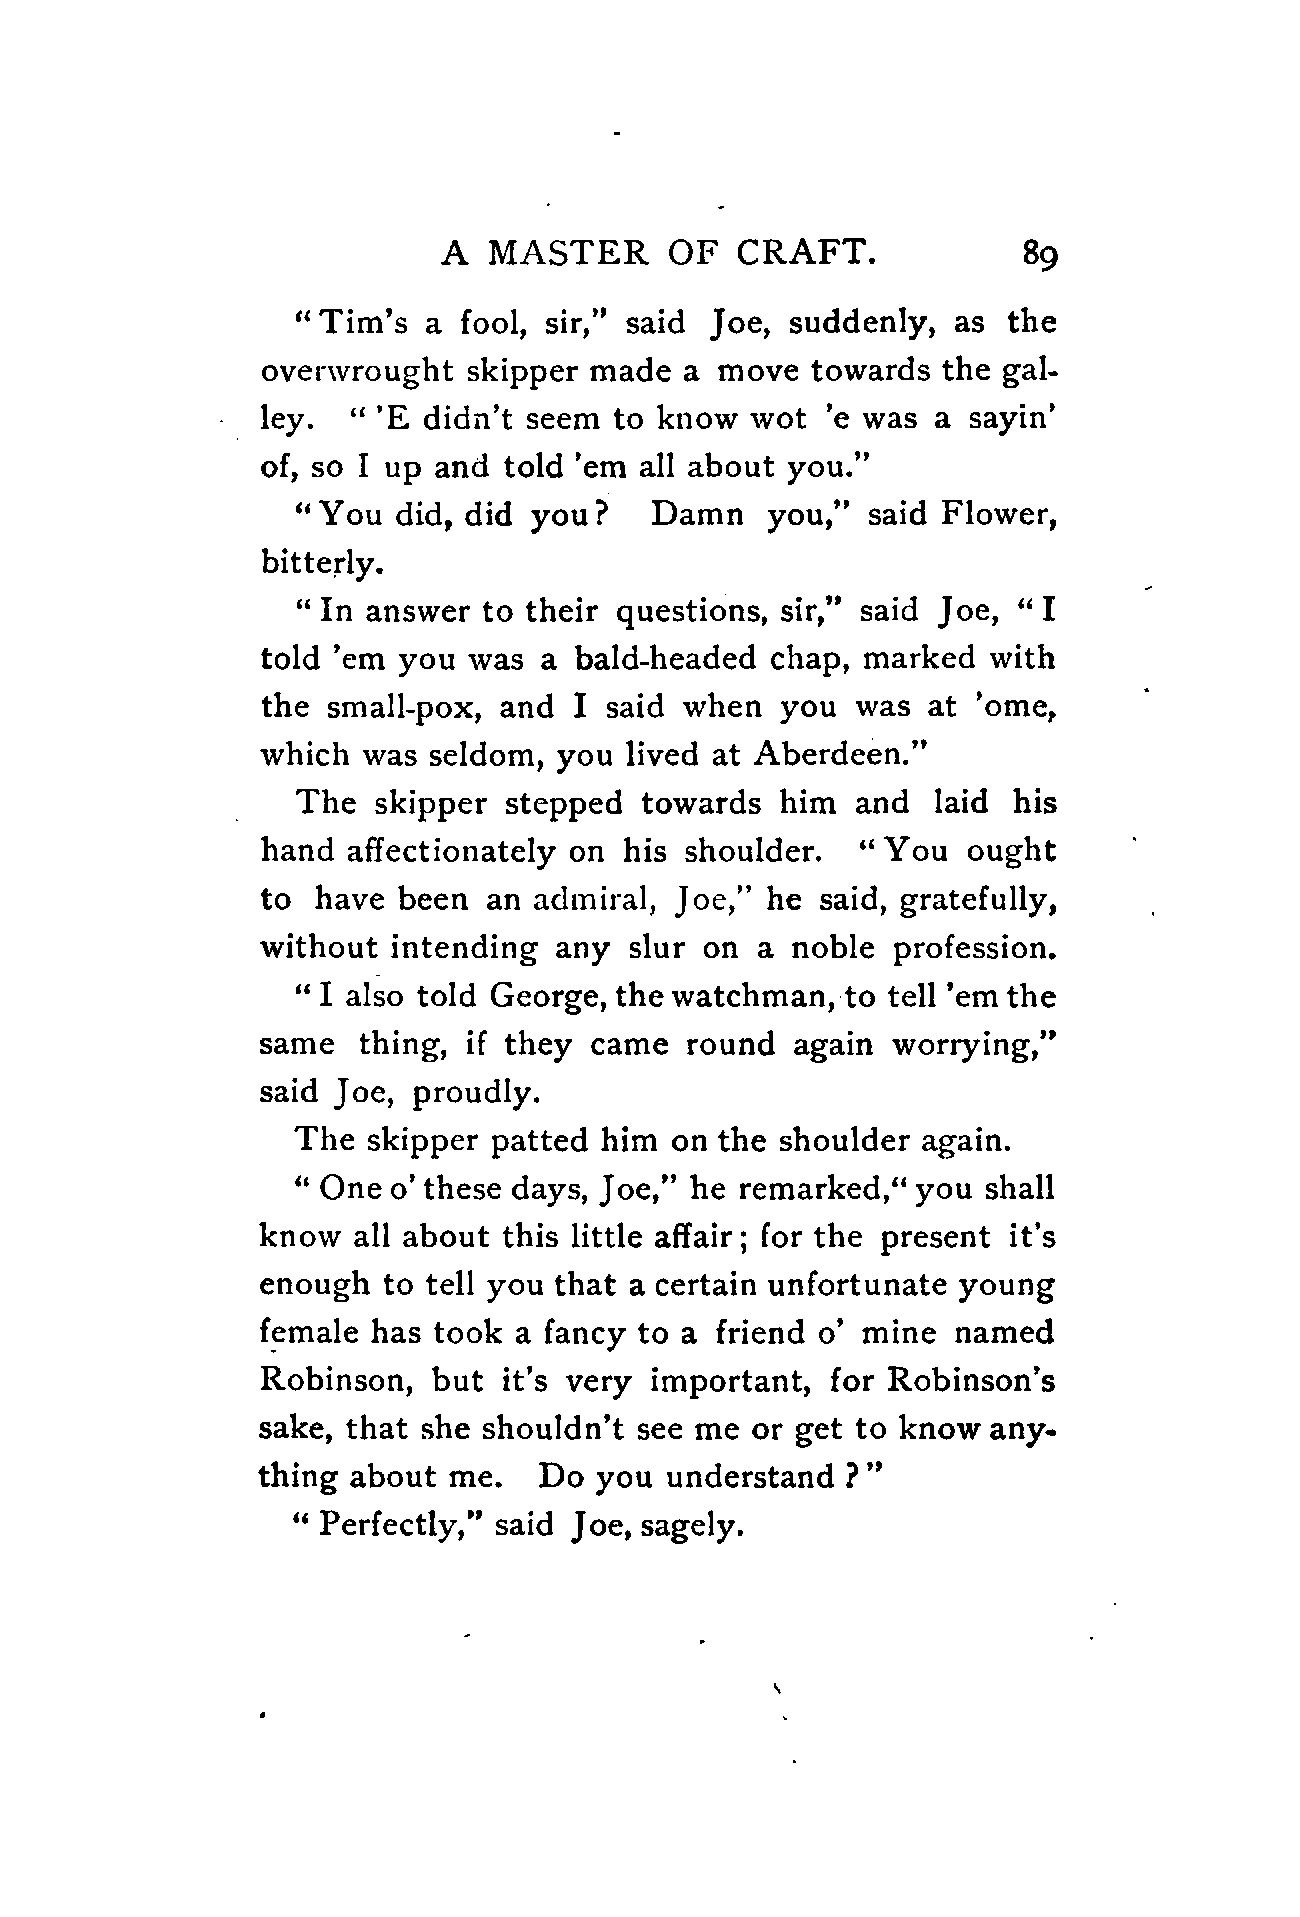 A MASTER OF CRAFT. 89
"Tim's a fool, sir," said Joe, suddenly, as the
overwrought skipper made a move towards the gal-
ley. "'E didn't seem to know wot 'e was a sayin'
of, so I up and told 'em all about you."
"You did, did you? Damn you," said Flower,
bitterly.
"In answer to their questions, sir," said Joe, "I
told 'em you was a bald-headed chap, marked with
the small-pox, and I said when you was at 'ome,
which was seldom, you lived at Aberdeen."
The skipper stepped towards him and laid his
hand affectionately on his shoulder. "You ought
to have been an admiral, Joe," he said, gratefully,
without intending any slur on a noble profession.
"I also told George, the watchman, to tell 'em the
same thing, if they came round again worrying,"
said Joe, proudly.
The skipper patted him on the shoulder again.
"One o' these days, Joe," he remarked, "you shall
know all about this little affair; for the present it's
enough to tell you that a certain unfortunate young
female has took a fancy to a friend o' mine named
Robinson, but it's very important, for Robinson's
sake, that she shouldn't see me or get to know any-
thing about me. Do you understand?"
"Perfectly," said Joe, sagely.